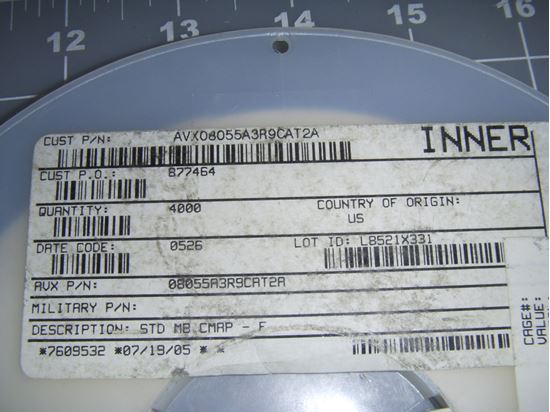 12 13 14 15 16
CUST P/N: AVX08055A3R9CAT2A
INNER
CUST P.O.: 877464
QUANTITY: 4000
COUNTRY OF ORIGIN:
US
DATE CODE: 0526
LOT ID: L8521X331
AVX P/N: 08055A3R9CAT2A
MILITARY P/N:
DESCRIPTION: STD MB CMAP - F
*7609532 *07/19/05 * *
CAGE#:
VALUE: